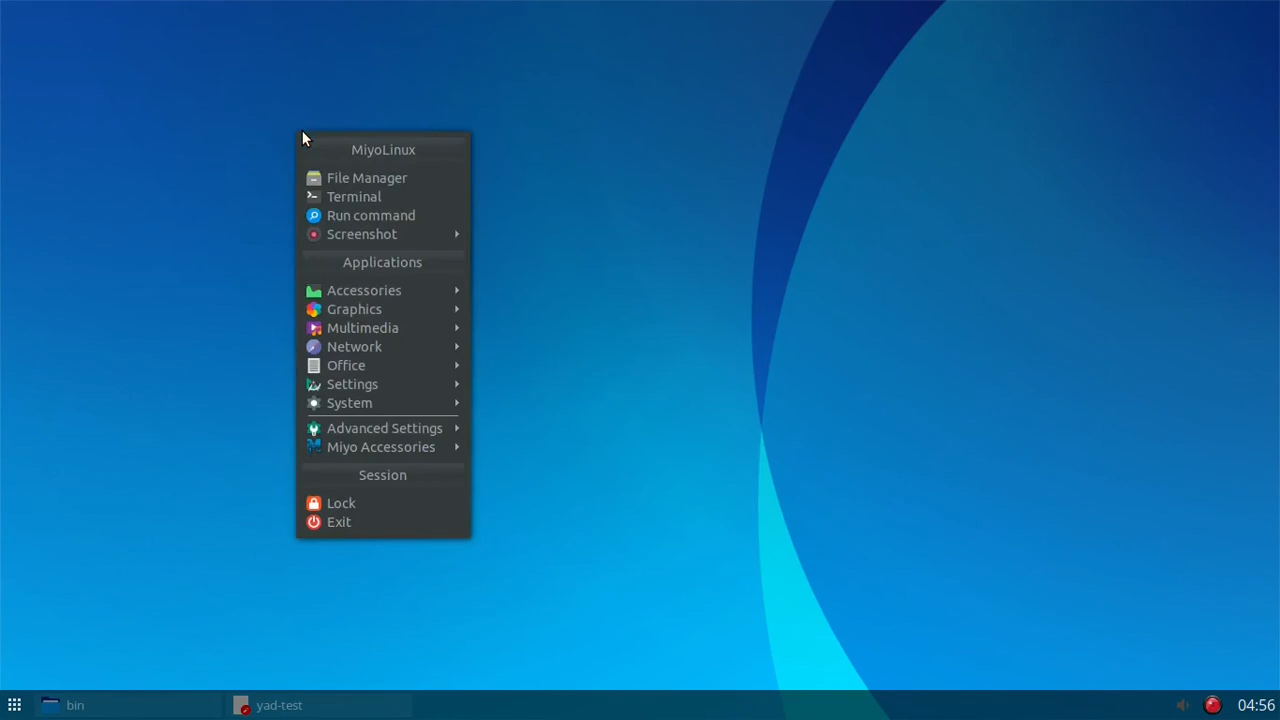 MiyoLinux
File Manager
Terminal
Run command
Screenshot
Applications
Accessories
Graphics
Multimedia
Network
Office
Settings
System
Advanced Settings
Miyo Accessories
Session
Lock
Exit
bin
yad-test
04:56